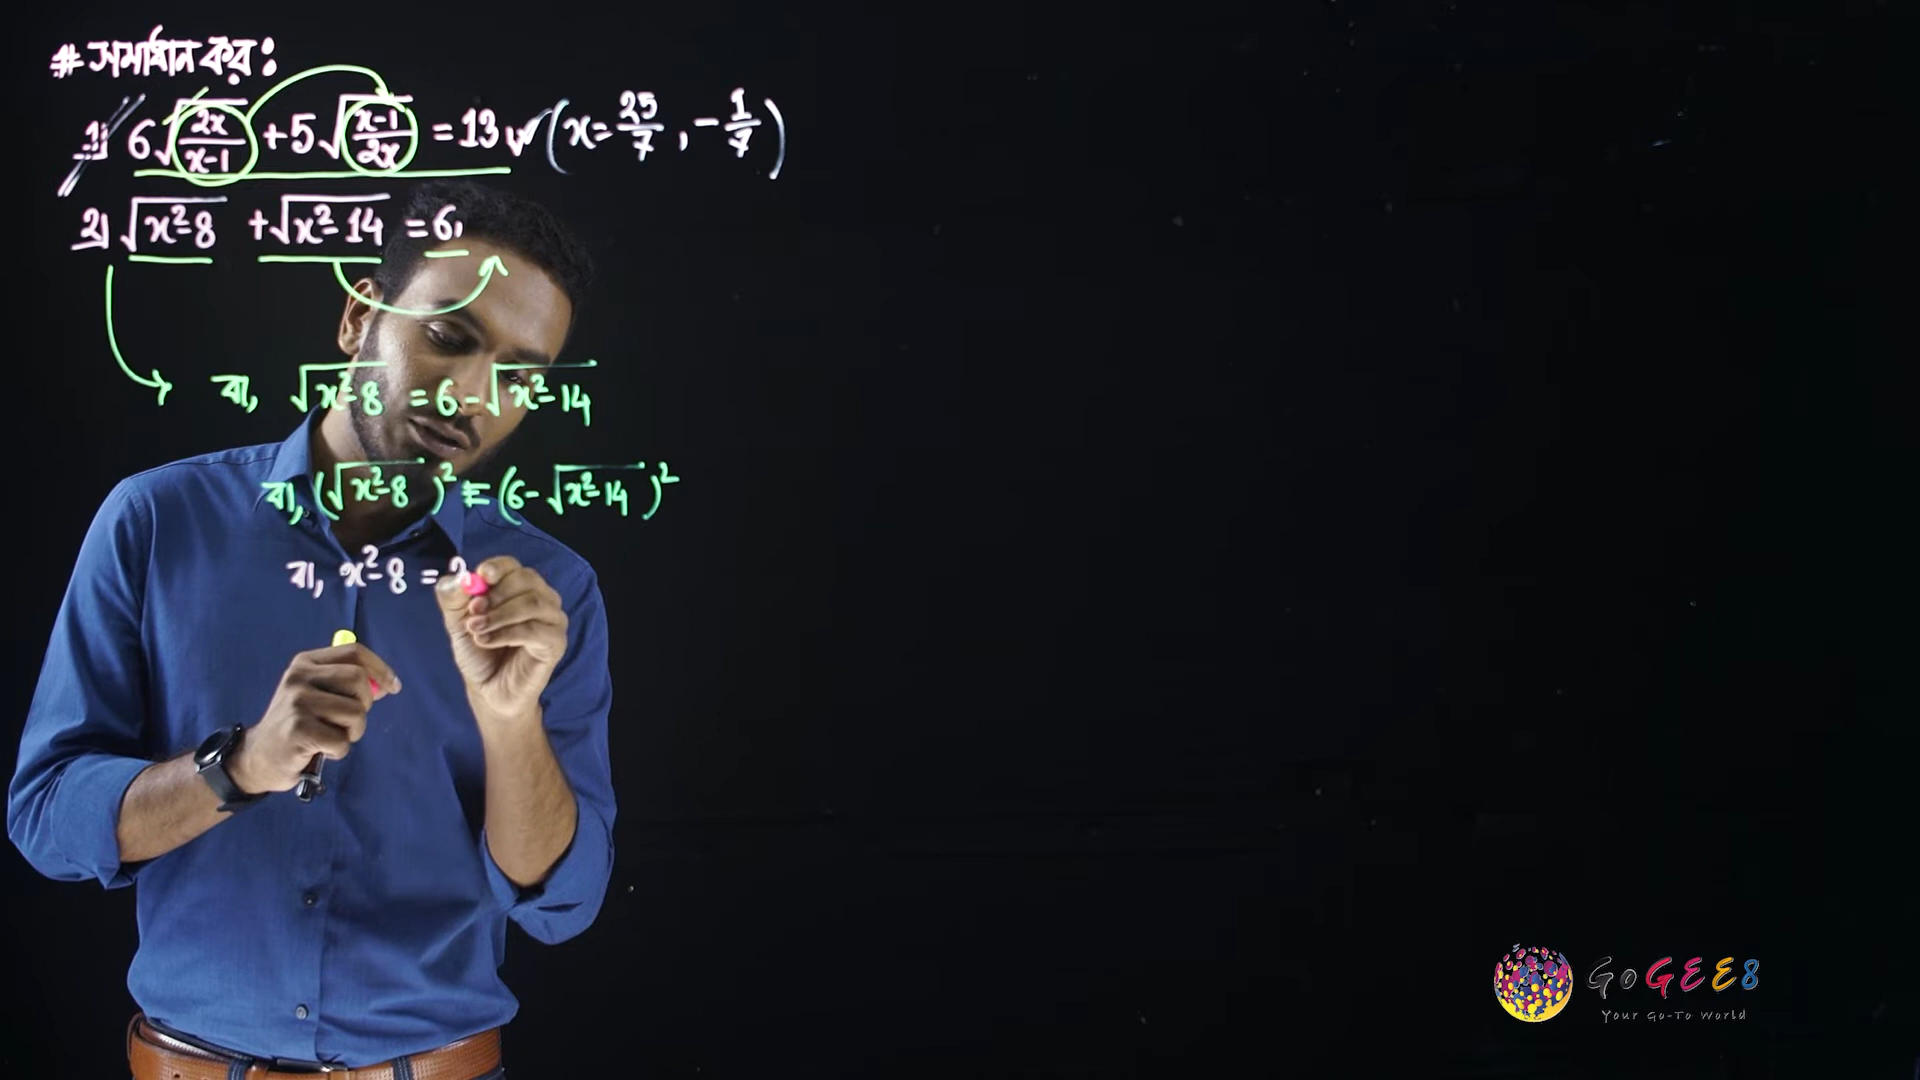 # সমাধান কর:
১। 6√(2x/(x-1)) + 5√((x-1)/2x) = 13 (x = 25/7, -1/7)
২। √(x²-8) + √(x²-14) = 6,
বা, √(x²-8) = 6-√(x²-14)
বা, (√(x²-8))² = (6-√(x²-14))²
বা, x²-8 =
GoGEE8
Your Go-To World